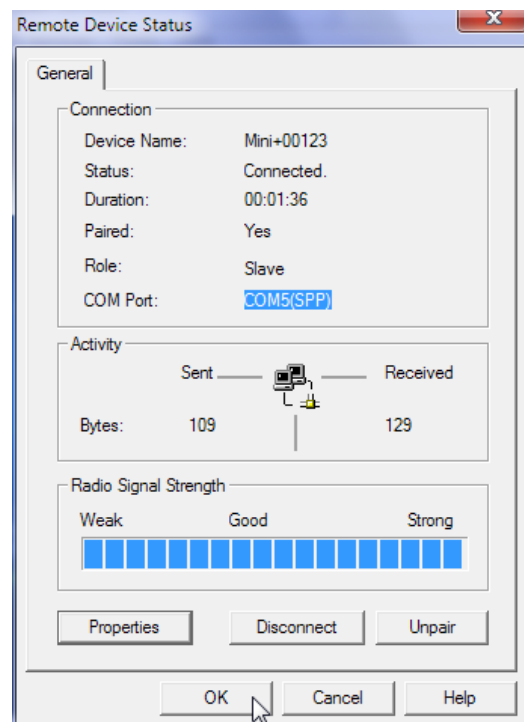 Remote Device Status
General
Connection
Device Name: Mini+00123
Status: Connected.
Duration: 00:01:36
Paired: Yes
Role: Slave
COM Port: COM5(SPP)
Activity
Sent Received
Bytes: 109 129
Radio Signal Strength
Weak Good Strong
Properties Disconnect Unpair
OK Cancel Help